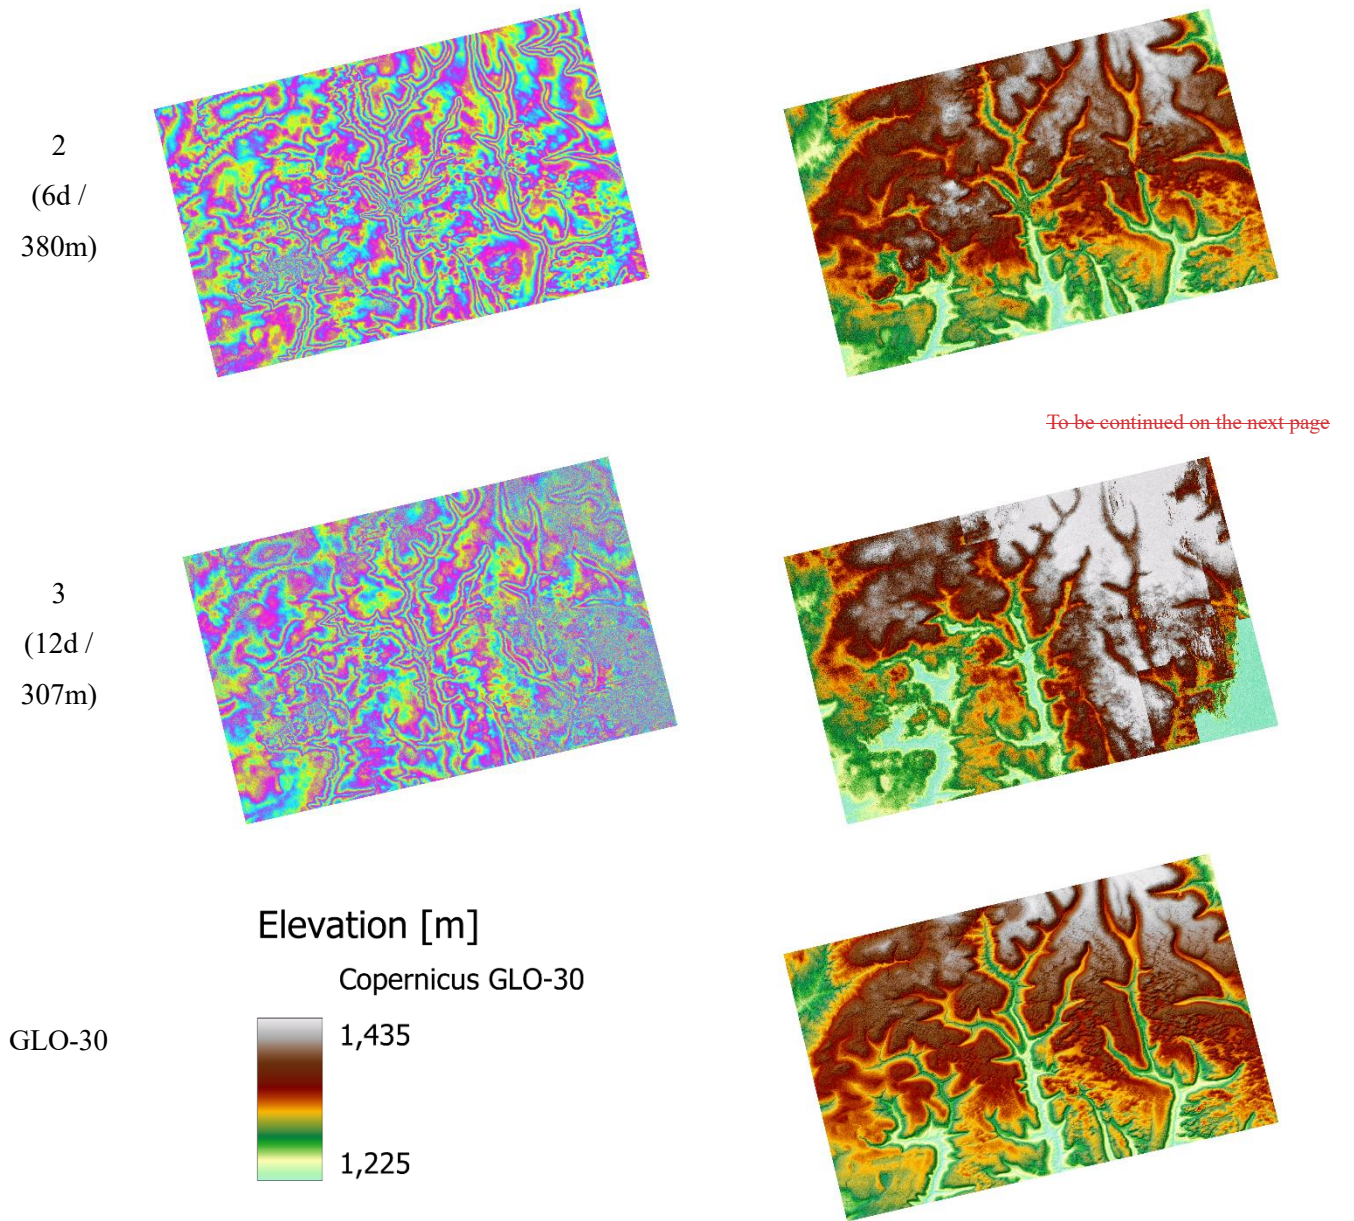 2
(6d /
380m)
To be continued on the next page
3
(12d /
307m)
Elevation [m]
Copernicus GLO-30
1,435
GLO-30
1,225